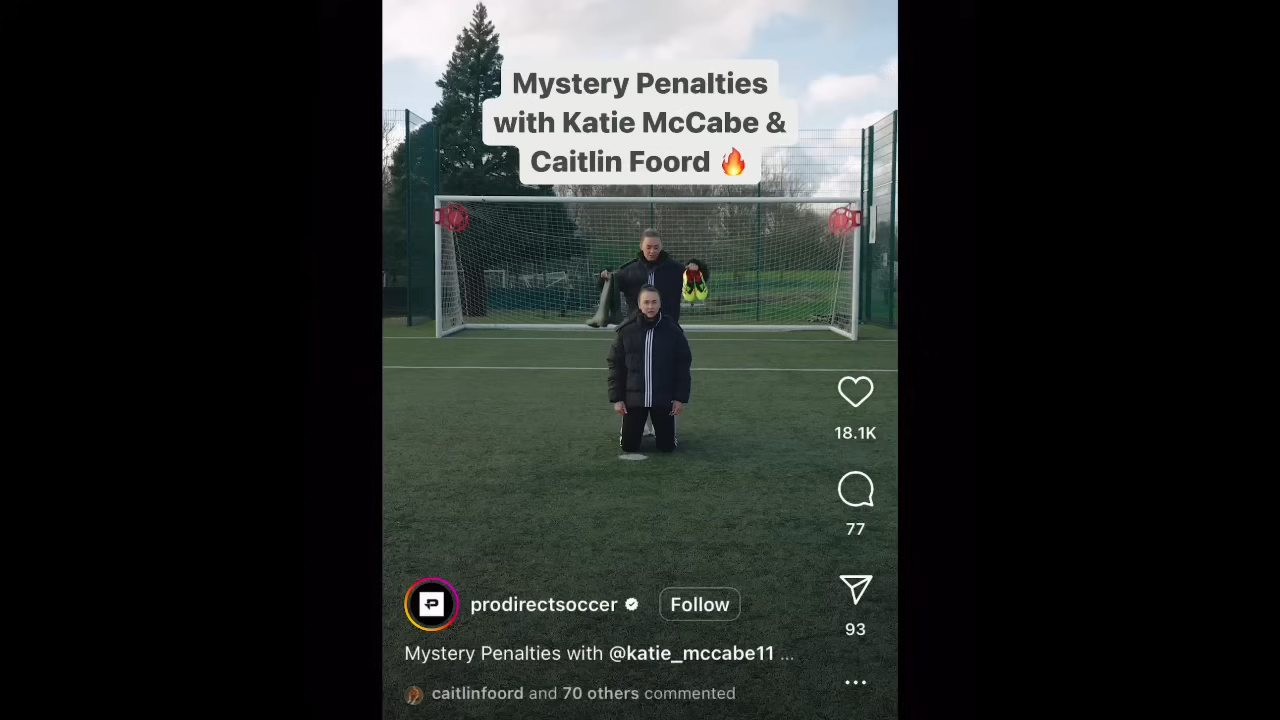 Mystery Penalties
with Katie McCabe &
Caitlin Foord 🔥
18.1K
77
93
prodirectsoccer
Follow
Mystery Penalties with @katie_mccabe11 ...
caitlinfoord and 70 others commented